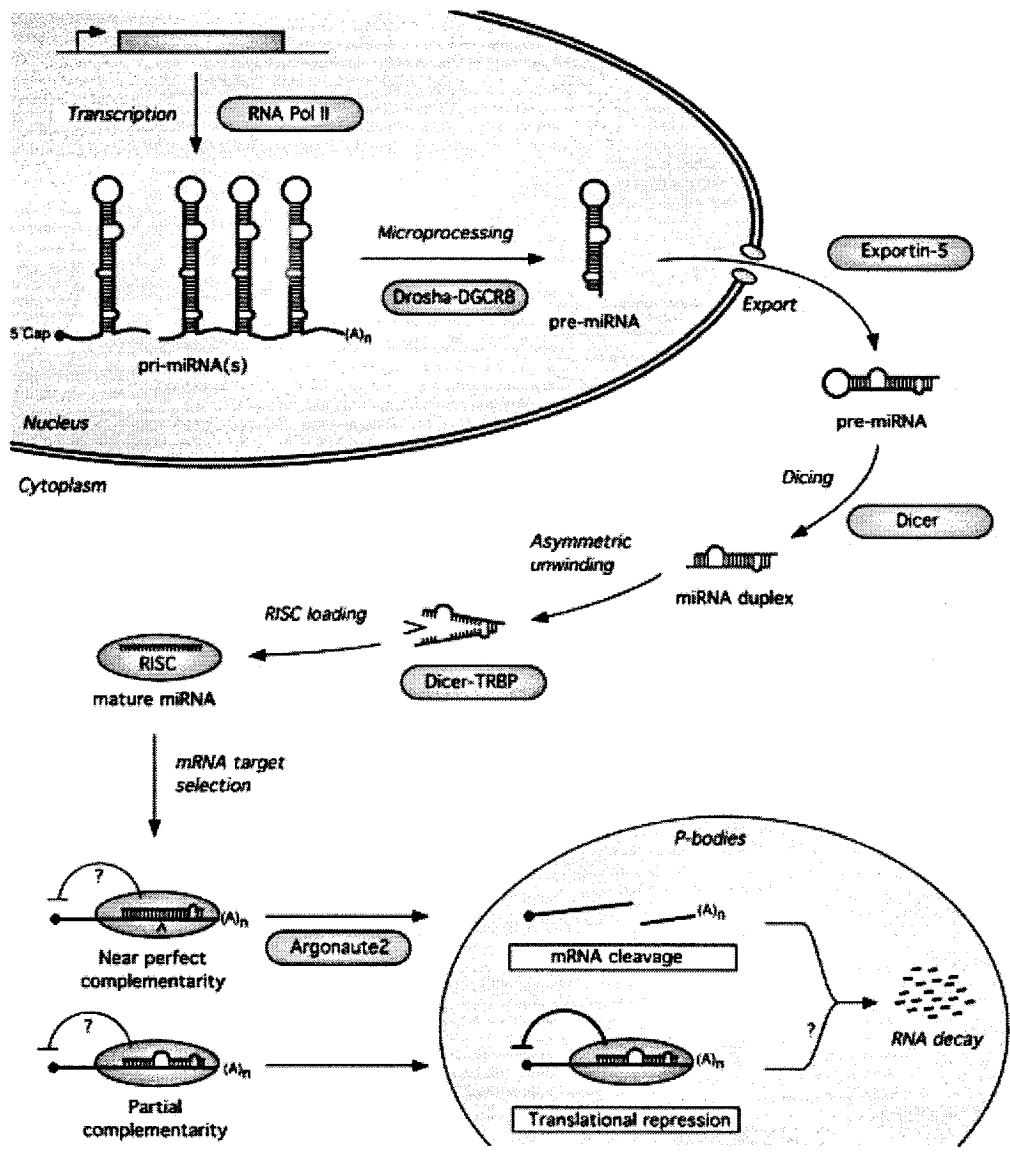 Transcription
RNA Pol II
Microprocessing
Drosha-DGCR8
pre-miRNA
5'Cap
(A)n
pri-miRNA(s)
Exportin-5
Export
pre-miRNA
Nucleus
Cytoplasm
Dicing
Dicer
Asymmetric
unwinding
miRNA duplex
RISC loading
Dicer-TRBP
RISC
mature miRNA
mRNA target
selection
P-bodies
?
(A)n
Near perfect
complementarity
Argonaute2
(A)n
mRNA cleavage
?
(A)n
Partial
complementarity
(A)n
Translational repression
?
RNA decay